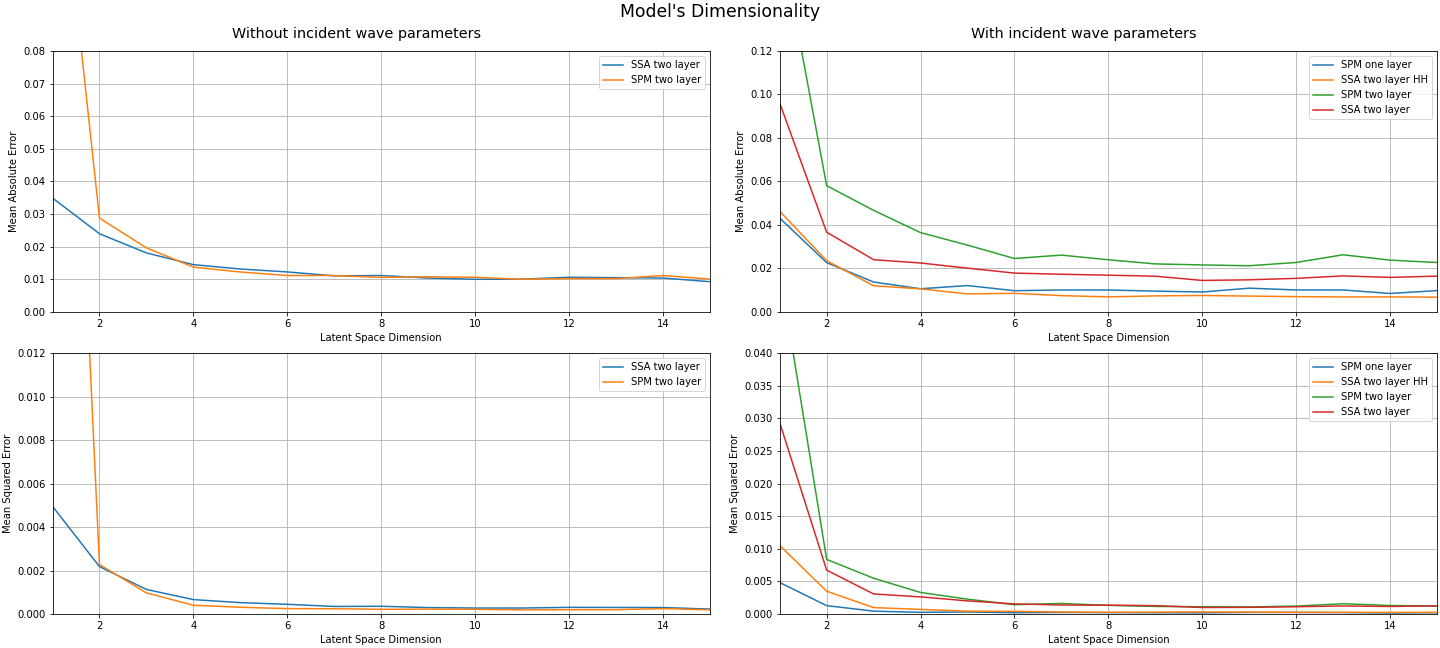 Model's Dimensionality
Without incident wave parameters
0.08
0.07
0.06
0.05
0.04
0.03
0.02
0.01
0.00
Mean Absolute Error
SSA two layer
SPM two layer
2 4 6 8 10 12 14
Latent Space Dimension
With incident wave parameters
0.12
0.10
0.08
0.06
0.04
0.02
0.00
Mean Absolute Error
SPM one layer
SSA two layer HH
SPM two layer
SSA two layer
2 4 6 8 10 12 14
Latent Space Dimension
0.012
0.010
0.008
0.006
0.004
0.002
0.000
Mean Squared Error
SSA two layer
SPM two layer
2 4 6 8 10 12 14
Latent Space Dimension
0.040
0.035
0.030
0.025
0.020
0.015
0.010
0.005
0.000
Mean Squared Error
SPM one layer
SSA two layer HH
SPM two layer
SSA two layer
2 4 6 8 10 12 14
Latent Space Dimension